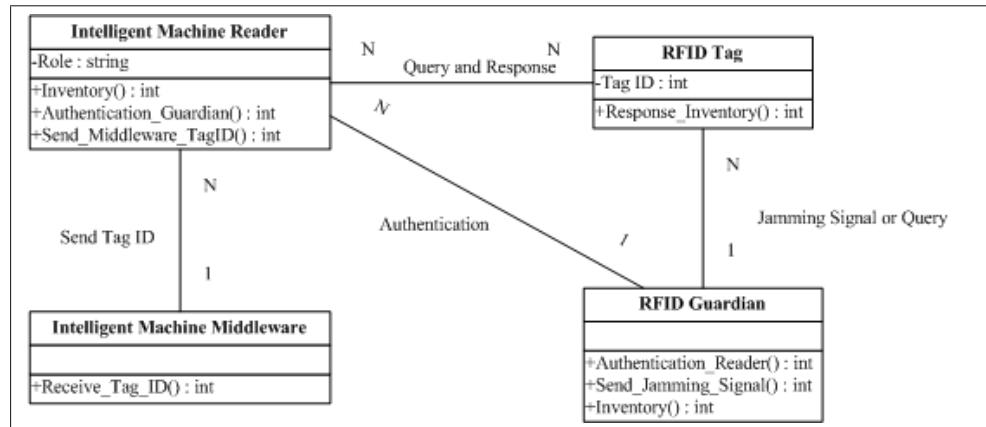 Intelligent Machine Reader
-Role : string
+Inventory() : int
+Authentication_Guardian() : int
+Send_Middleware_TagID() : int
N
N
Query and Response
RFID Tag
-Tag ID : int
+Response_Inventory() : int
N
N
N
Send Tag ID
Authentication
Jamming Signal or Query
1
1
1
Intelligent Machine Middleware
+Receive_Tag_ID() : int
RFID Guardian
+Authentication_Reader() : int
+Send_Jamming_Signal() : int
+Inventory() : int